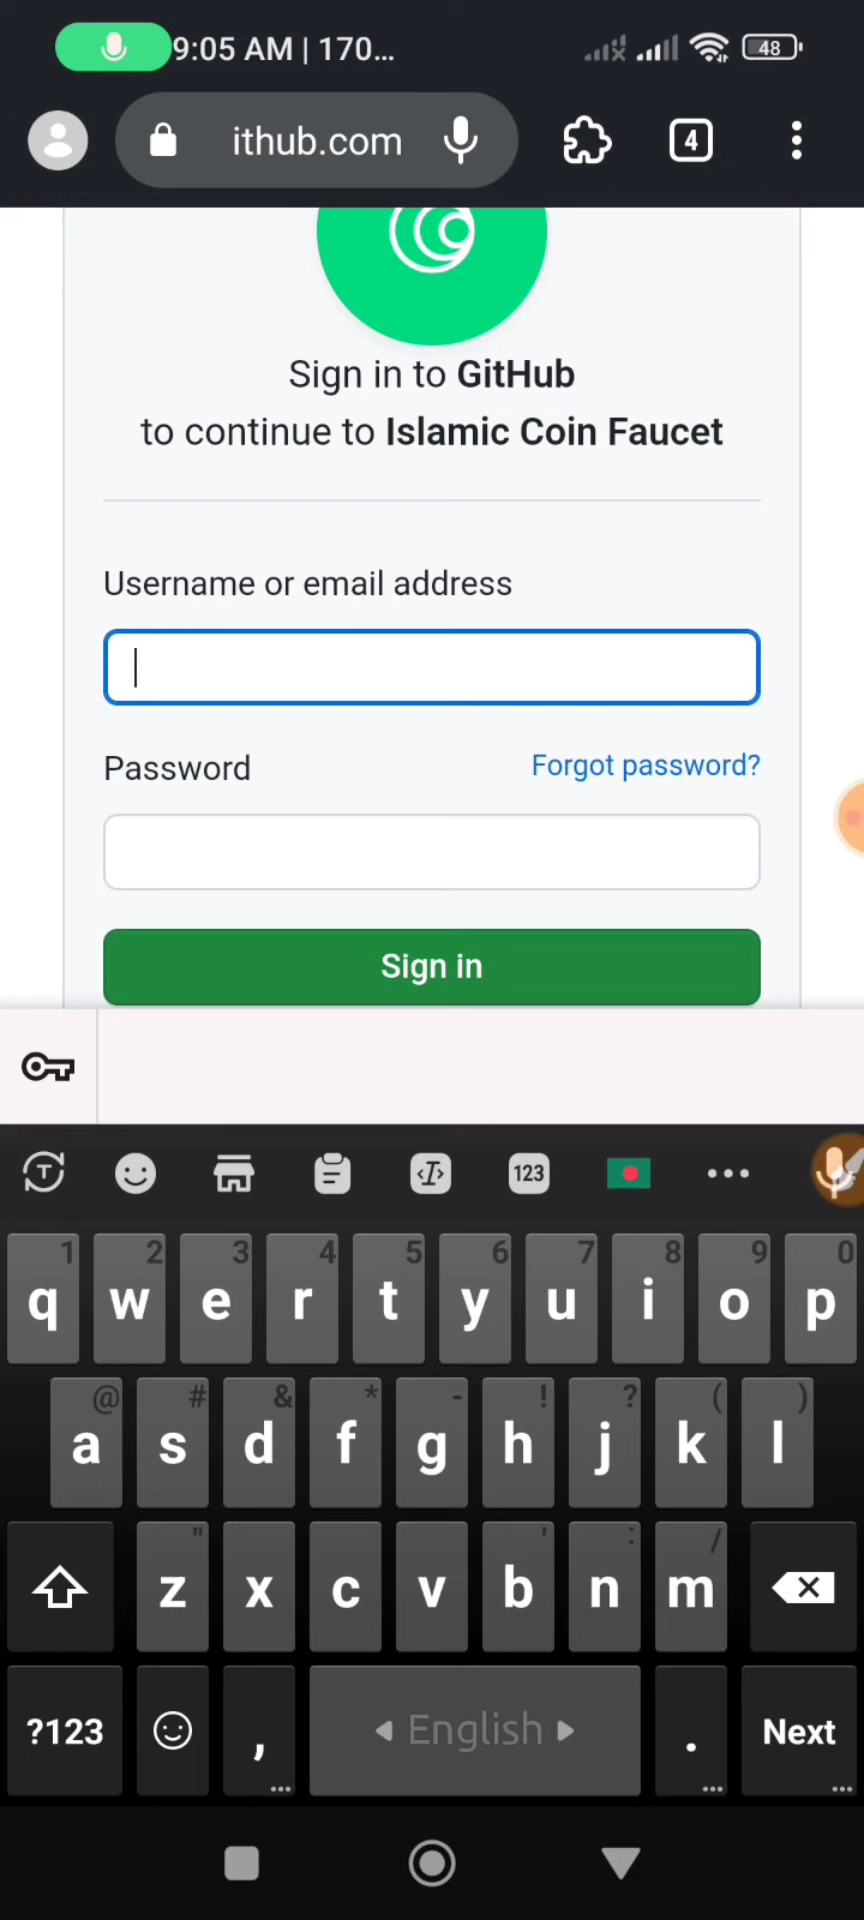 9:05 AM | 170...
48
ithub.com
4
Sign in to GitHub
to continue to Islamic Coin Faucet
Username or email address
Password
Forgot password?
Sign in
T
T
123
1 2 3 4 5 6 7 8 9 0
q w e r t y u i o p
@ # & * - ! ? ( )
a s d f g h j k l
" ' : /
z x c v b n m
?123 , English . Next